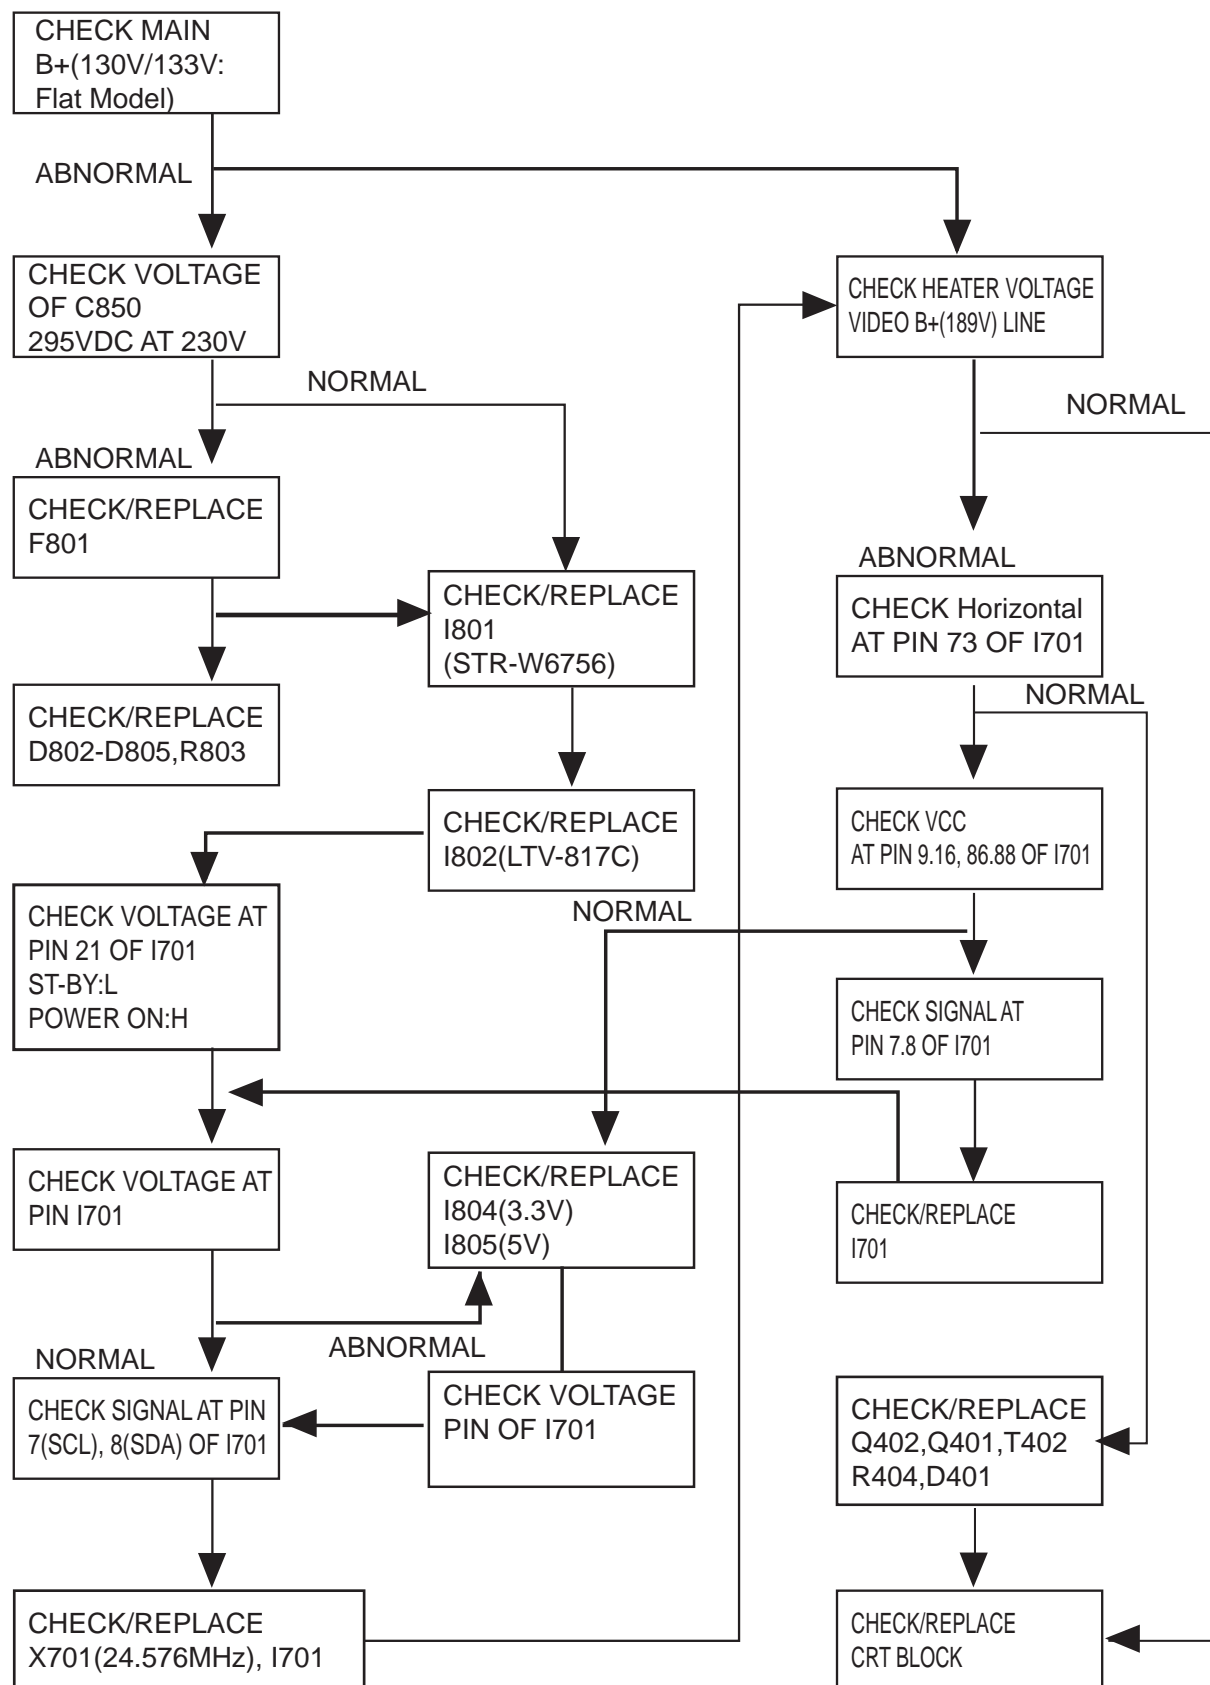 CHECK MAIN
B+(130V/133V:
Flat Model)
ABNORMAL
CHECK VOLTAGE
OF C850
295VDC AT 230V
NORMAL
ABNORMAL
CHECK/REPLACE
F801
CHECK/REPLACE
I801
(STR-W6756)
CHECK/REPLACE
D802-D805,R803
CHECK/REPLACE
I802(LTV-817C)
CHECK VOLTAGE AT
PIN 21 OF I701
ST-BY:L
POWER ON:H
CHECK VOLTAGE AT
PIN I701
NORMAL
CHECK/REPLACE
I804(3.3V)
I805(5V)
ABNORMAL
NORMAL
CHECK SIGNAL AT PIN
7(SCL), 8(SDA) OF I701
CHECK VOLTAGE
PIN OF I701
CHECK/REPLACE
X701(24.576MHz), I701
CHECK HEATER VOLTAGE
VIDEO B+(189V) LINE
NORMAL
ABNORMAL
CHECK Horizontal
AT PIN 73 OF I701
NORMAL
CHECK VCC
AT PIN 9.16, 86.88 OF I701
CHECK SIGNAL AT
PIN 7.8 OF I701
CHECK/REPLACE
I701
CHECK/REPLACE
Q402,Q401,T402
R404,D401
CHECK/REPLACE
CRT BLOCK